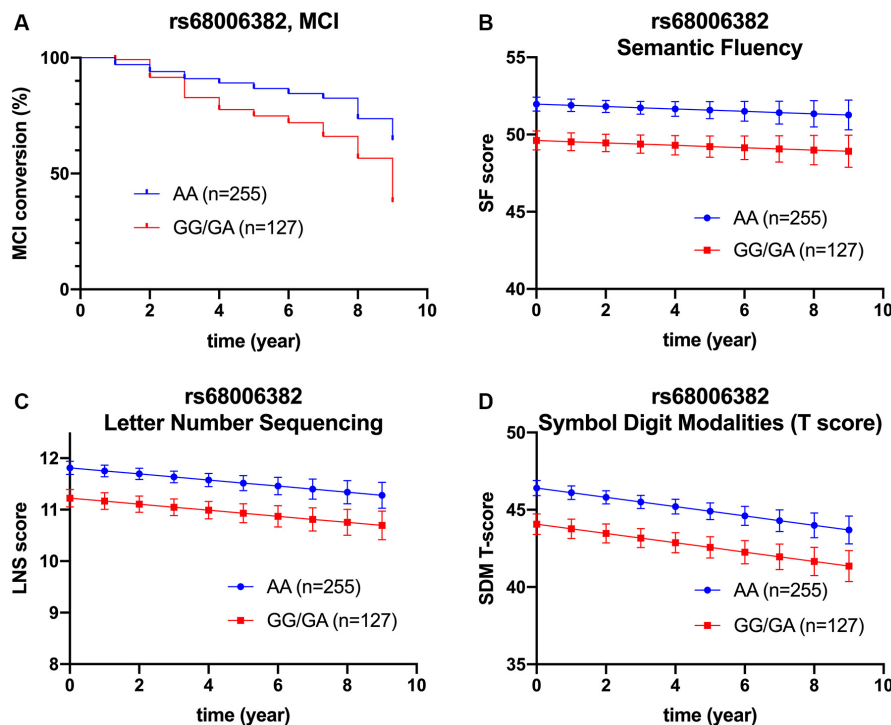 A
rs68006382, MCI
100
50
0
MCI conversion (%)
AA (n=255)
GG/GA (n=127)
0
2
4
6
8
10
time (year)
B
rs68006382
Semantic Fluency
55
50
45
40
SF score
AA (n=255)
GG/GA (n=127)
0
2
4
6
8
10
time (year)
C
rs68006382
Letter Number Sequencing
12
11
10
9
8
LNS score
AA (n=255)
GG/GA (n=127)
0
2
4
6
8
10
time (year)
D
rs68006382
Symbol Digit Modalities (T score)
50
45
40
35
SDM T-score
AA (n=255)
GG/GA (n=127)
0
2
4
6
8
10
time (year)